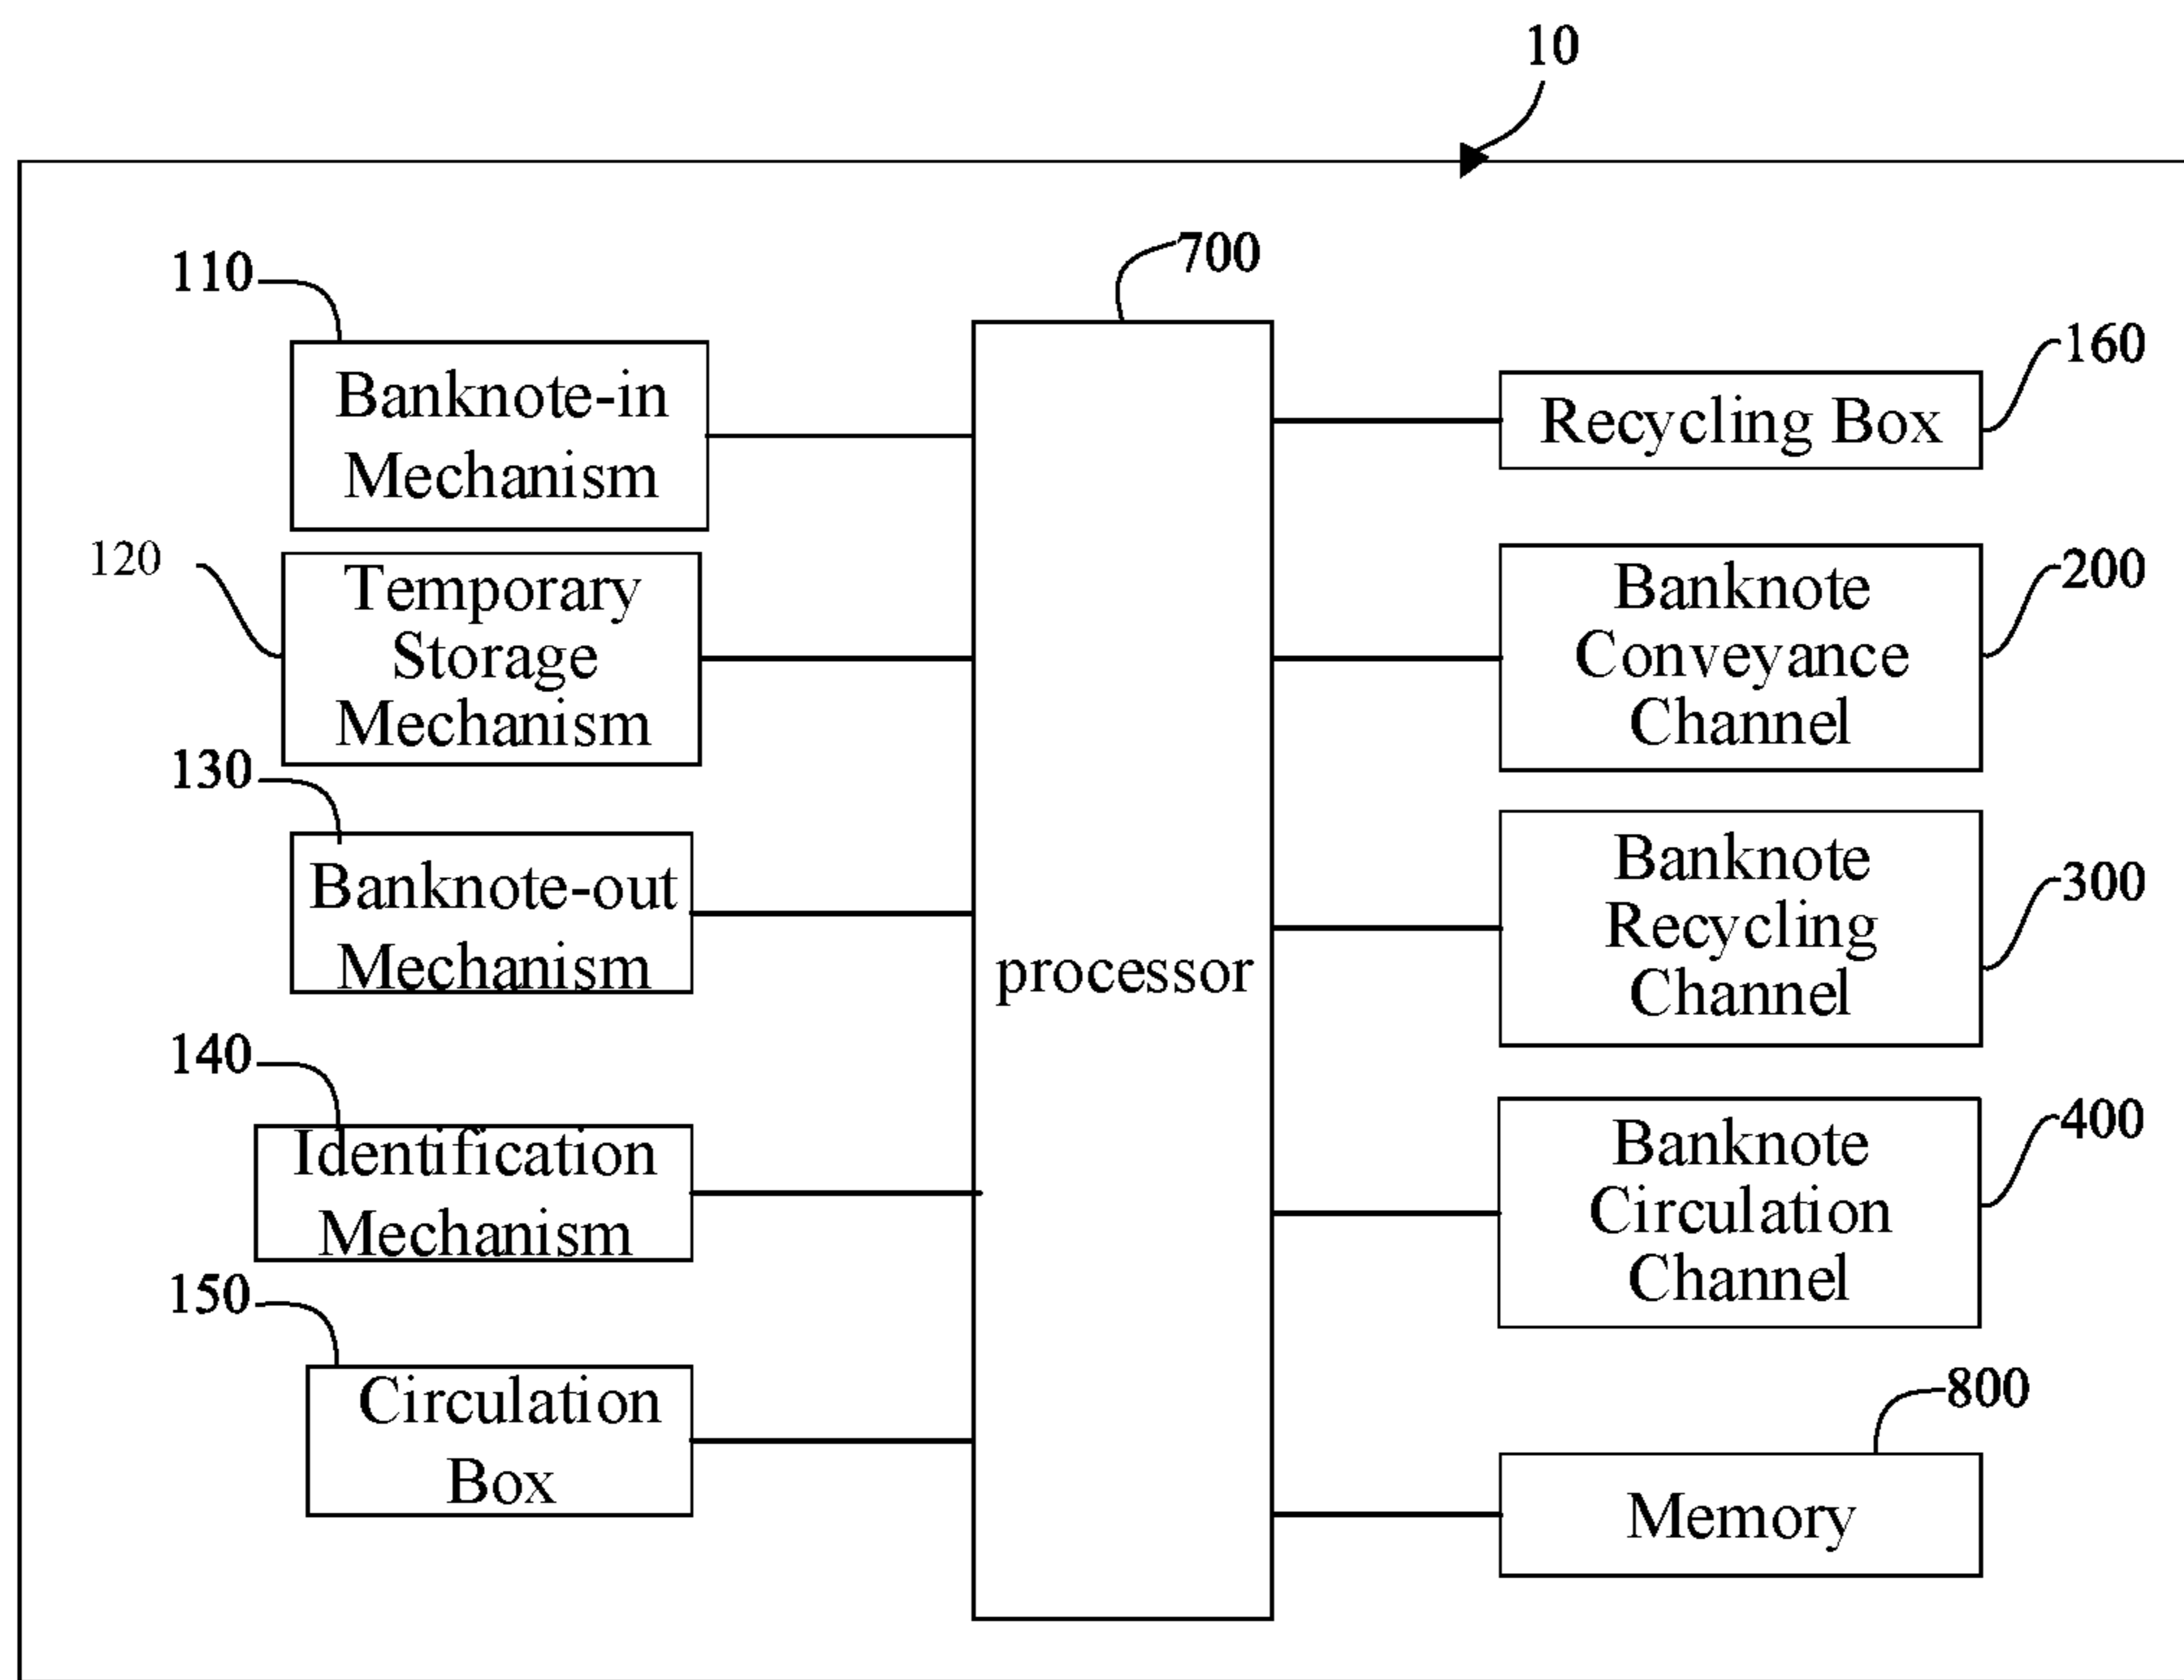 10
700
110
Banknote-in
Mechanism
120
Temporary
Storage
Mechanism
130
Banknote-out
Mechanism
140
Identification
Mechanism
150
Circulation
Box
processor
160
Recycling Box
200
Banknote
Conveyance
Channel
300
Banknote
Recycling
Channel
400
Banknote
Circulation
Channel
800
Memory